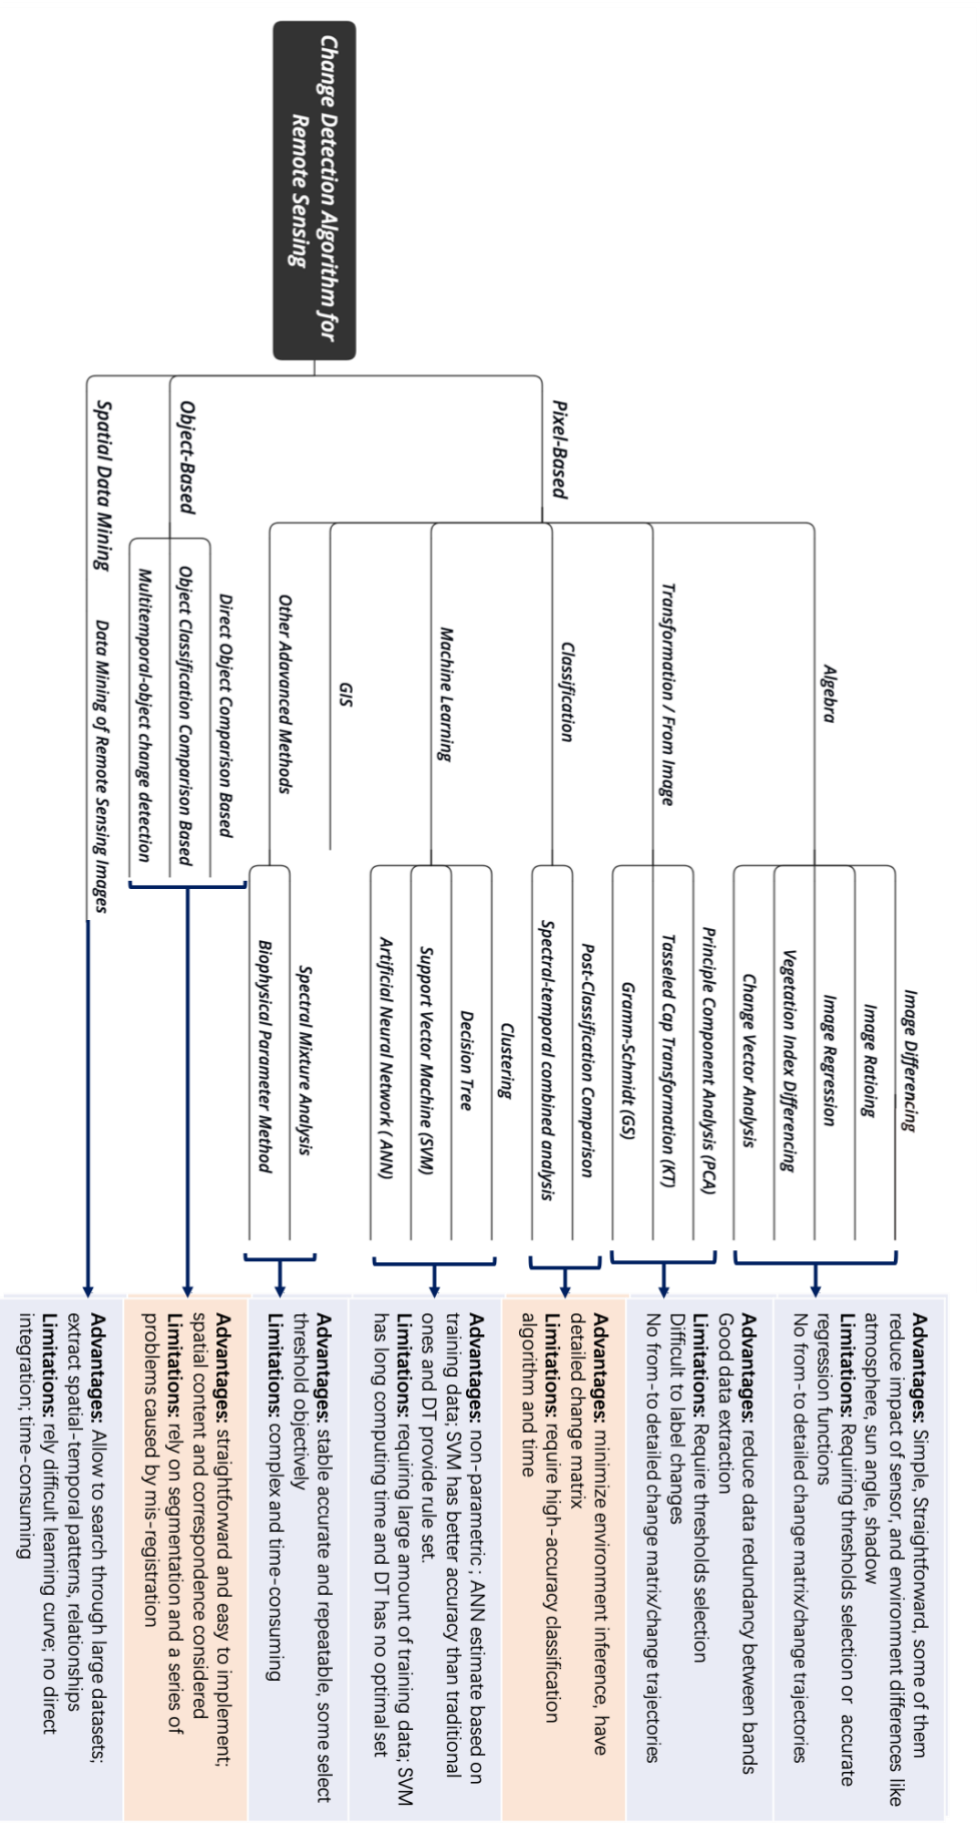 Change Detection Algorithm for
Remote Sensing
Pixel-Based
Algebra
Image Differencing
Image Ratioing
Image Regression
Vegetation Index Differencing
Change Vector Analysis
Advantages: Simple, Straightforward, some of them
reduce impact of sensor, and environment differences like
atmosphere, sun angle, shadow
Limitations: Requiring thresholds selection or accurate
regression functions
No from-to detailed change matrix/change trajectories
Transformation / From Image
Principle Component Analysis (PCA)
Tasseled Cap Transformation (KT)
Gramm-Schmidt (GS)
Advantages: reduce data redundancy between bands
Good data extraction
Limitations: Require thresholds selection
Difficult to label changes
No from-to detailed change matrix/change trajectories
Classification
Post-Classification Comparison
Spectral-temporal combined analysis
Advantages: minimize environment inference, have
detailed change matrix
Limitations: require high-accuracy classification
algorithm and time
Machine Learning
Clustering
Decision Tree
Support Vector Machine (SVM)
Artificial Neural Network ( ANN)
Advantages: non-parametric ; ANN estimate based on
training data; SVM has better accuracy than traditional
ones and DT provide rule set.
Limitations: requiring large amount of training data; SVM
has long computing time and DT has no optimal set
GIS
Other Adavanced Methods
Spectral Mixture Analysis
Biophysical Parameter Method
Advantages: stable accurate and repeatable, some select
threshold objectively
Limitations: complex and time-consuming
Object-Based
Direct Object Comparison Based
Object Classification Comparison Based
Multitemporal-object change detection
Advantages: straightforward and easy to implement;
spatial content and correspondence considered
Limitations: rely on segmentation and a series of
problems caused by mis-registration
Spatial Data Mining
Data Mining of Remote Sensing Images
Advantages: Allow to search through large datasets;
extract spatial-temporal patterns, relationships
Limitations: rely difficult learning curve; no direct
integration; time-consuming